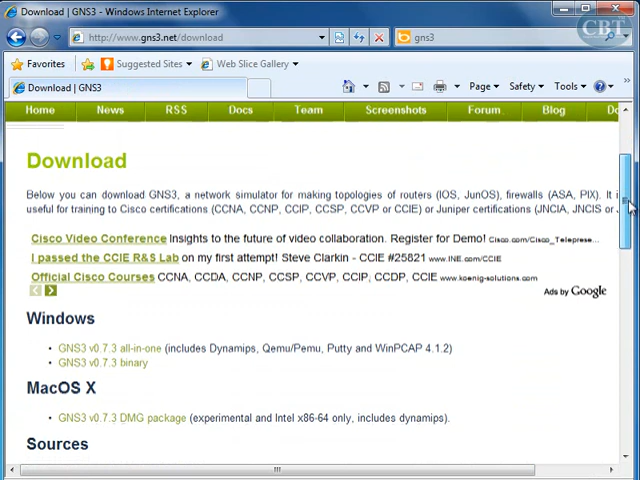 Download | GNS3 - Windows Internet Explorer
CBT
http://www.gns3.net/download
gns3
Favorites
Suggested Sites
Web Slice Gallery
Download | GNS3
Page
Safety
Tools
Home
News
RSS
Docs
Team
Screenshots
Forum
Blog
Download
Below you can download GNS3, a network simulator for making topologies of routers (IOS, JunOS), firewalls (ASA, PIX). It i
useful for training to Cisco certifications (CCNA, CCNP, CCIP, CCSP, CCVP or CCIE) or Juniper certifications (JNCIA, JNCIS or
Cisco Video Conference Insights to the future of video collaboration. Register for Demo! Cisco.com/Cisco_Teleprese...
I passed the CCIE R&S Lab on my first attempt! Steve Clarkin - CCIE #25821 www.INE.com/CCIE
Official Cisco Courses CCNA, CCDA, CCNP, CCSP, CCVP, CCIP, CCDP, CCIE www.koenig-solutions.com
Ads by Google
Windows
• GNS3 v0.7.3 all-in-one (includes Dynamips, Qemu/Pemu, Putty and WinPCAP 4.1.2)
• GNS3 v0.7.3 binary
MacOS X
• GNS3 v0.7.3 DMG package (experimental and Intel x86-64 only, includes dynamips).
Sources